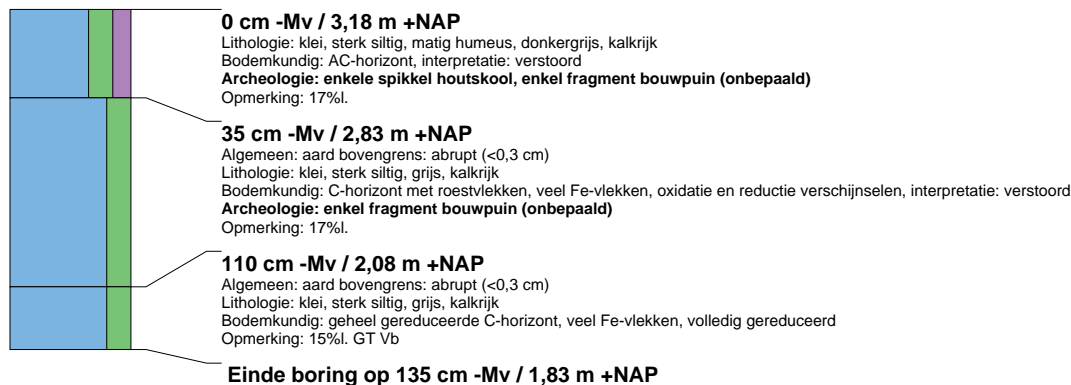 0 cm -Mv / 3,18 m +NAP
Lithologie: klei, sterk siltig, matig humeus, donkergrijs, kalkrijk
Bodemkundig: AC-horizont, interpretatie: verstoord
Archeologie: enkele spikkel houtskool, enkel fragment bouwpuin (onbepaald)
Opmerking: 17%l.
35 cm -Mv / 2,83 m +NAP
Algemeen: aard bovengrens: abrupt (<0,3 cm)
Lithologie: klei, sterk siltig, grijs, kalkrijk
Bodemkundig: C-horizont met roestvlekken, veel Fe-vlekken, oxidatie en reductie verschijnselen, interpretatie: verstoord
Archeologie: enkel fragment bouwpuin (onbepaald)
Opmerking: 17%l.
110 cm -Mv / 2,08 m +NAP
Algemeen: aard bovengrens: abrupt (<0,3 cm)
Lithologie: klei, sterk siltig, grijs, kalkrijk
Bodemkundig: geheel gereduceerde C-horizont, veel Fe-vlekken, volledig gereduceerd
Opmerking: 15%l. GT Vb
Einde boring op 135 cm -Mv / 1,83 m +NAP